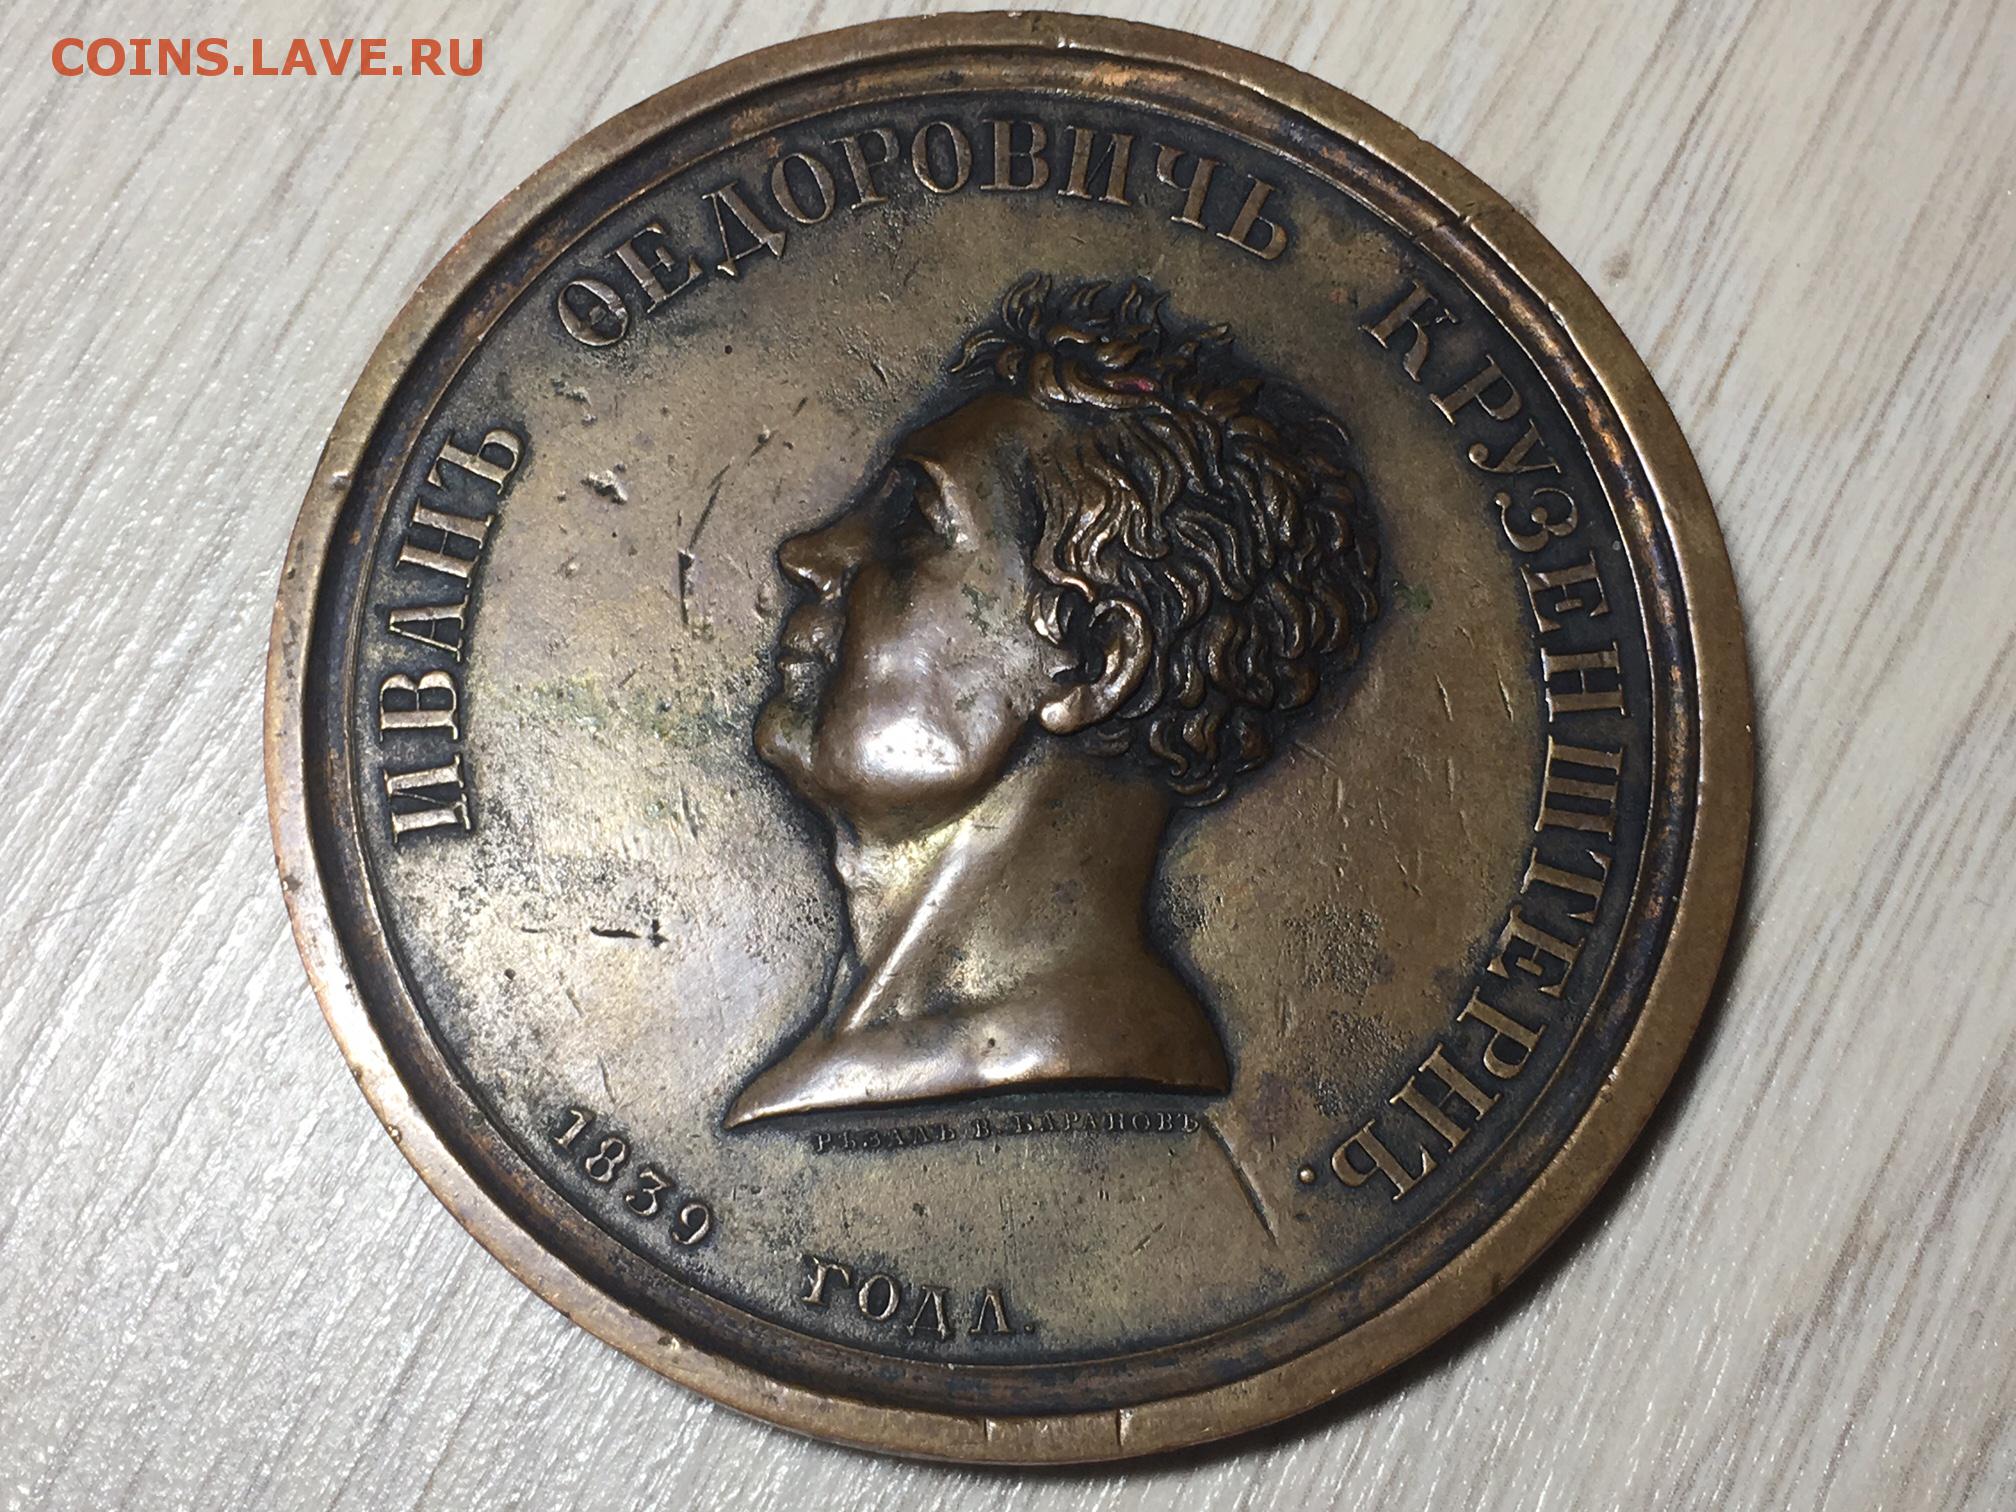 COINS.LAVE.RU
ИВАНЪ ѲЕДОРОВИЧЬ КРУЗЕНШТЕРНЪ.
РѢЗАЛЪ В. БАРАНОВЪ
1839 ГОДА.